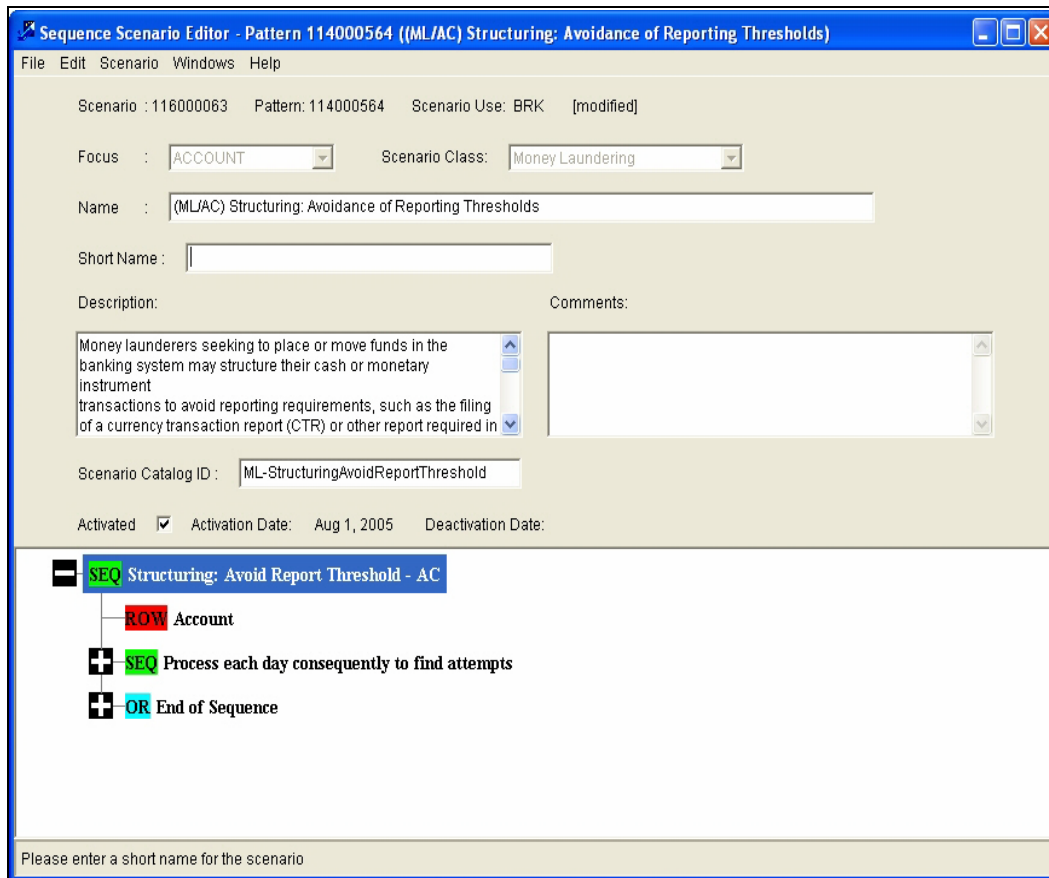 Sequence Scenario Editor - Pattern 114000564 ((ML/AC) Structuring: Avoidance of Reporting Thresholds)
File Edit Scenario Windows Help
Scenario : 116000063 Pattern: 114000564 Scenario Use: BRK [modified]
Focus : ACCOUNT Scenario Class: Money Laundering
Name : (ML/AC) Structuring: Avoidance of Reporting Thresholds
Short Name :
Description: Comments:
Money launderers seeking to place or move funds in the
banking system may structure their cash or monetary
instrument
transactions to avoid reporting requirements, such as the filing
of a currency transaction report (CTR) or other report required in
Scenario Catalog ID : ML-StructuringAvoidReportThreshold
Activated Activation Date: Aug 1, 2005 Deactivation Date:
SEQ Structuring: Avoid Report Threshold - AC
ROW Account
SEQ Process each day consequently to find attempts
OR End of Sequence
Please enter a short name for the scenario